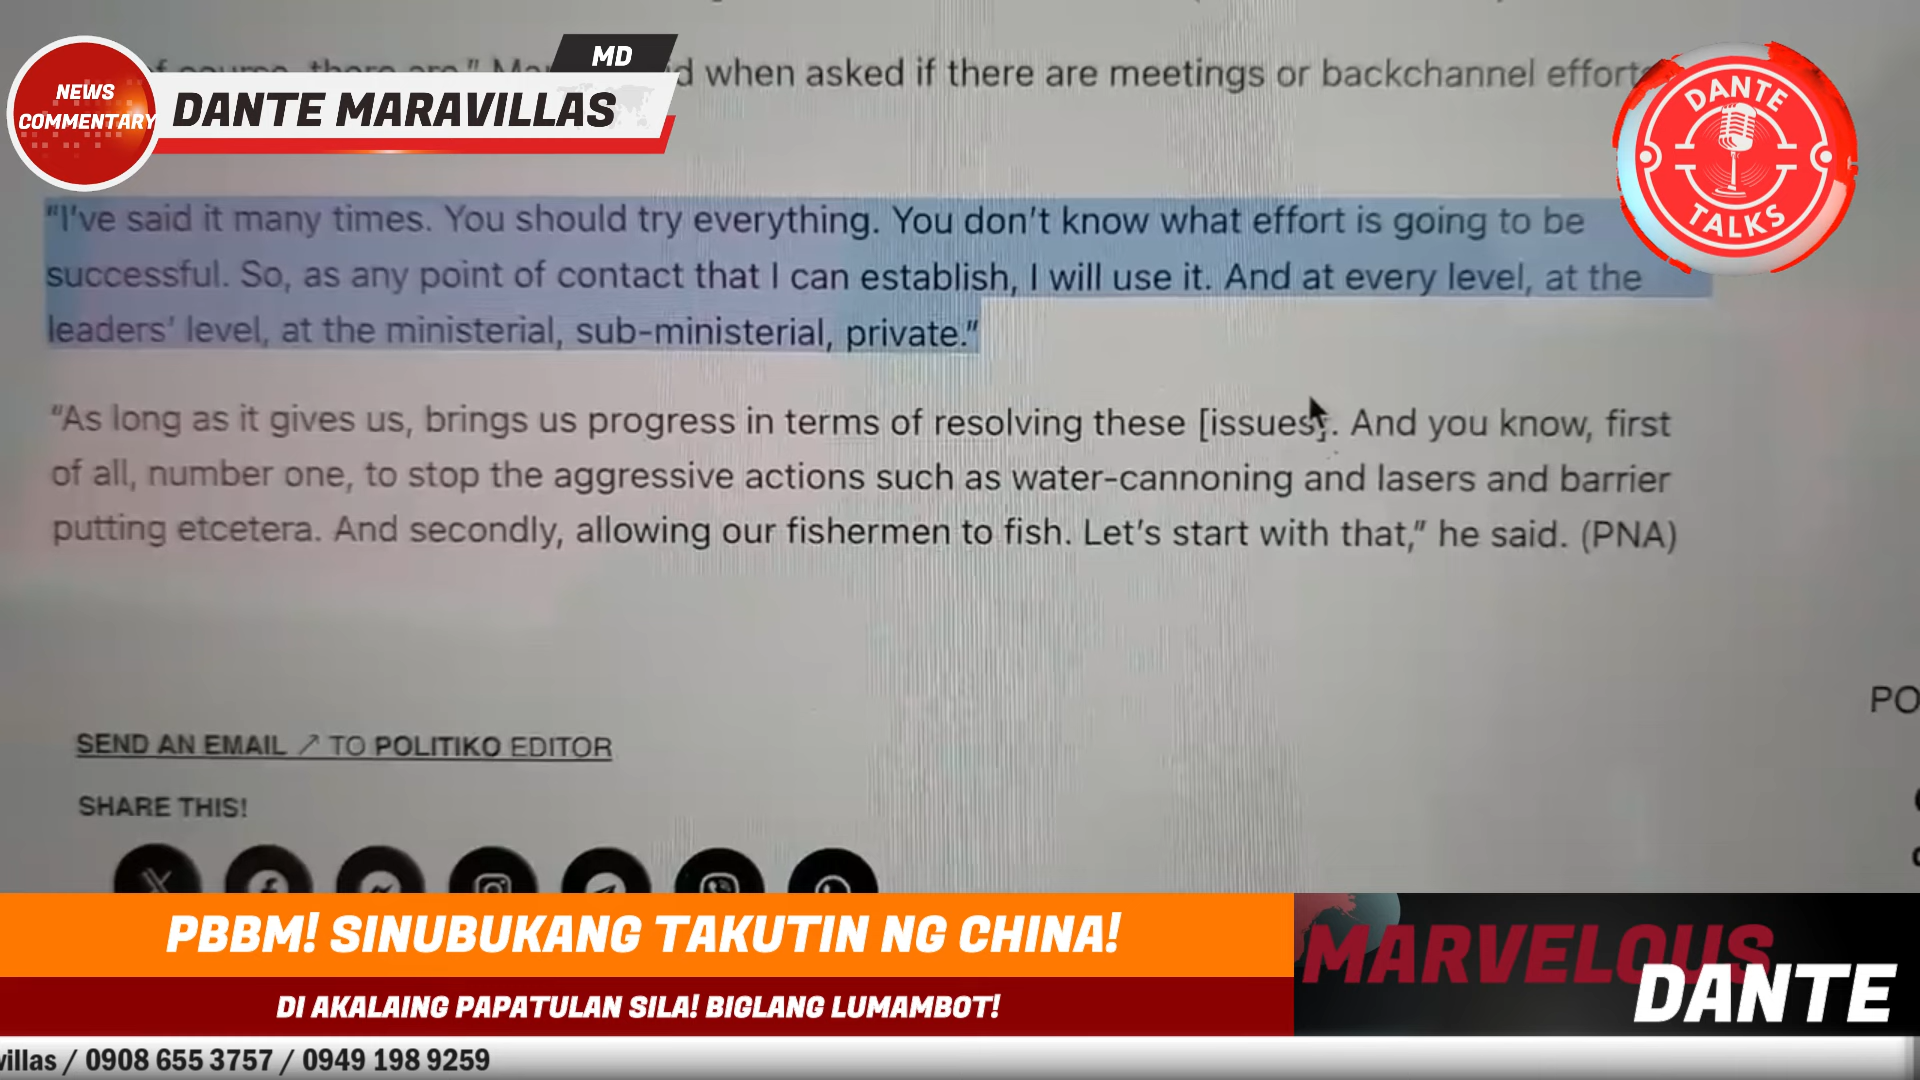 MD
NEWS
COMMENTARY
DANTE MARAVILLAS
when asked if there are meetings or backchannel efforts
DANTE
TALKS
"I've said it many times. You should try everything. You don't know what effort is going to be
successful. So, as any point of contact that I can establish, I will use it. And at every level, at the
leaders' level, at the ministerial, sub-ministerial, private."
"As long as it gives us, brings us progress in terms of resolving these [issues]. And you know, first
of all, number one, to stop the aggressive actions such as water-cannoning and lasers and barrier
putting etcetera. And secondly, allowing our fishermen to fish. Let's start with that," he said. (PNA)
PO
SEND AN EMAIL ↗ TO POLITIKO EDITOR
SHARE THIS!
PBBM! SINUBUKANG TAKUTIN NG CHINA!
DI AKALAING PAPATULAN SILA! BIGLANG LUMAMBOT!
MARVELOUS
DANTE
villas / 0908 655 3757 / 0949 198 9259